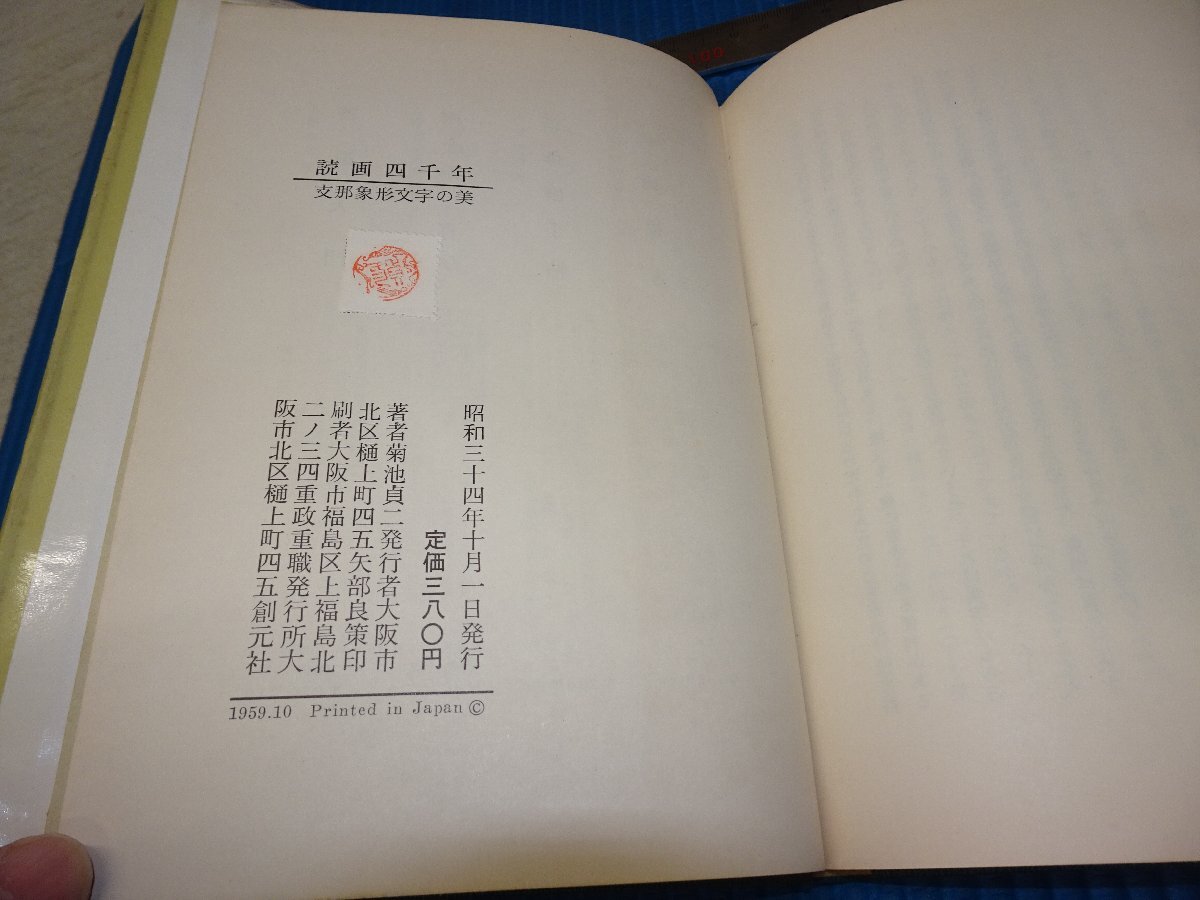 読画四千年
支那象形文字の美
昭和三十四年十月一日発行
定価三八〇円
著者菊池貞二発行者大阪市
北区樋上町四五矢部良策印
刷者大阪市福島区上福島北
二ノ三四重政重職発行所大
阪市北区樋上町四五創元社
1959.10 Printed in Japan ©
100